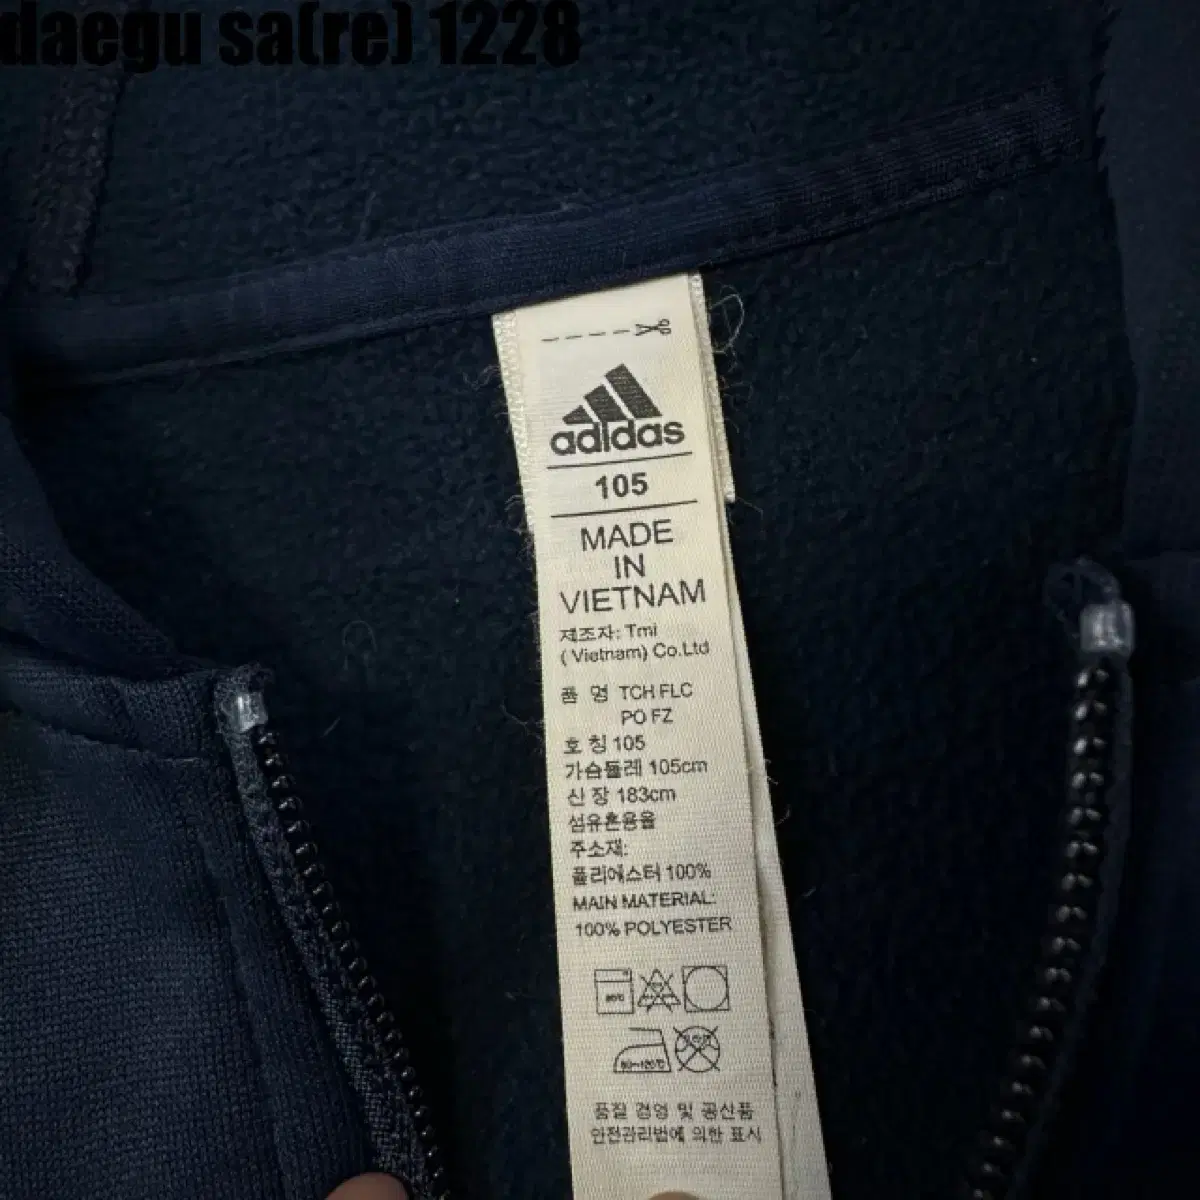 daegu sa(re) 1228
adidas
105
MADE
IN
VIETNAM
제조자: Tmi
( Vietnam) Co.Ltd
품 명 TCH FLC
PO FZ
호 칭 105
가슴둘레 105cm
신 장 183cm
섬유혼용율
주소재:
폴리에스터 100%
MAIN MATERIAL:
100% POLYESTER
80~120°C
품질 경영 및 공산품
안전관리법에 의한 표시